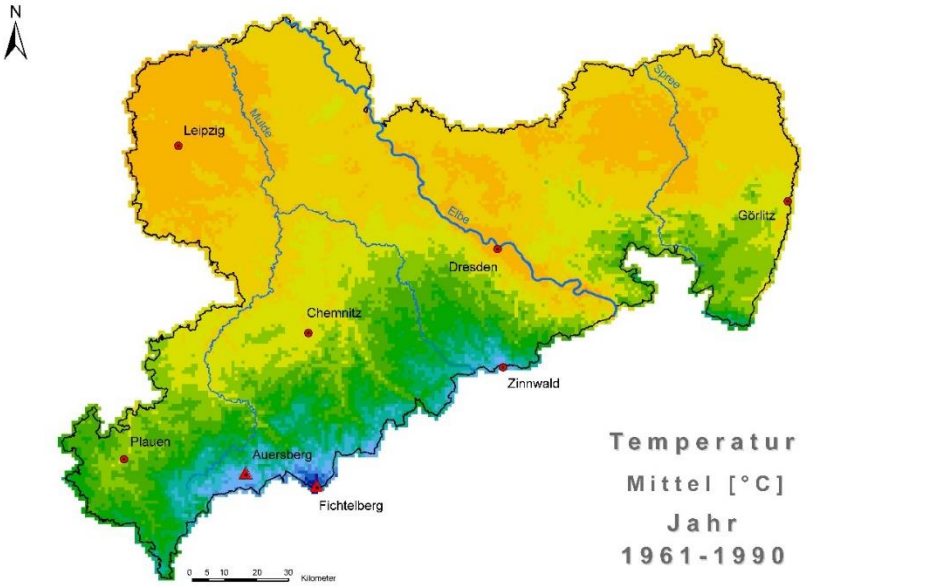 N
Leipzig
Mulde
Spree
Elbe
Görlitz
Dresden
Chemnitz
Zinnwald
Plauen
Auersberg
Fichtelberg
Temperatur
Mittel [°C]
Jahr
1961-1990
0 5 10 20 30
Kilometer